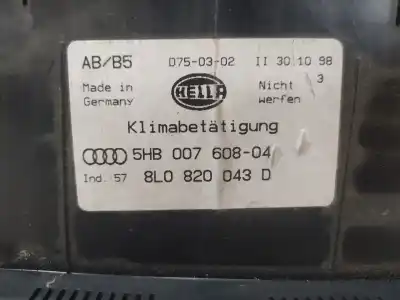 AB/B5 D75-03-02 II 30 10 98
Made in Germany HELLA Nicht werfen 3
Klimabetätigung
5HB 007 608-04
Ind. 57 8L0 820 043 D